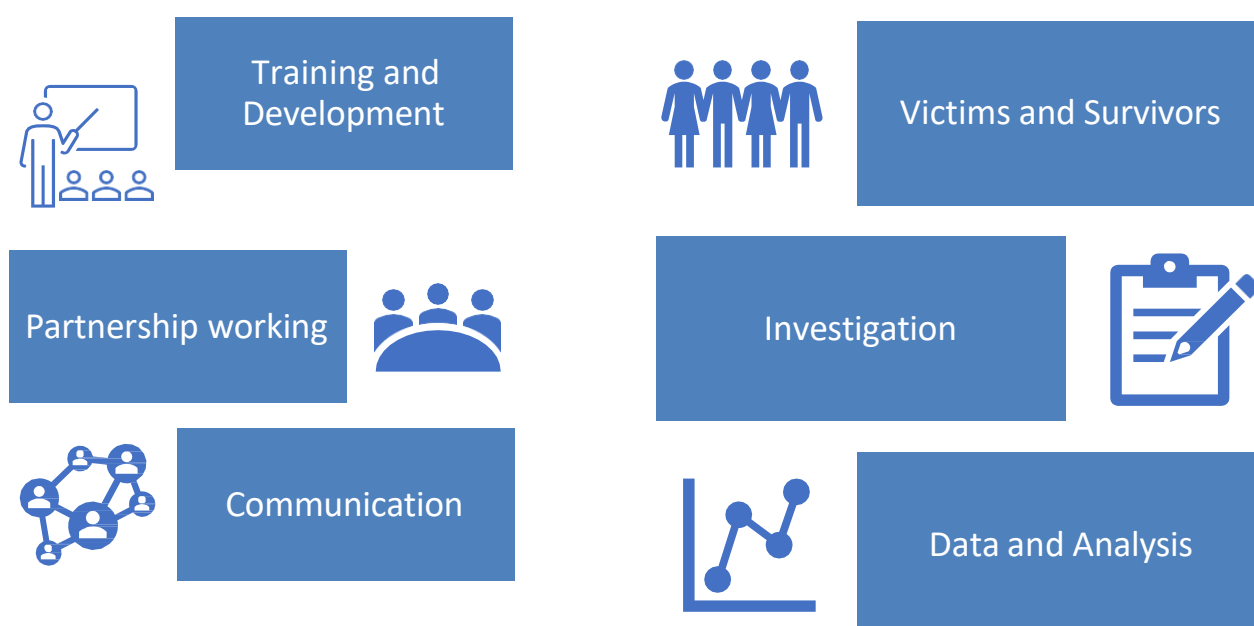 Training and
Development
Victims and Survivors
Partnership working
Investigation
Communication
Data and Analysis